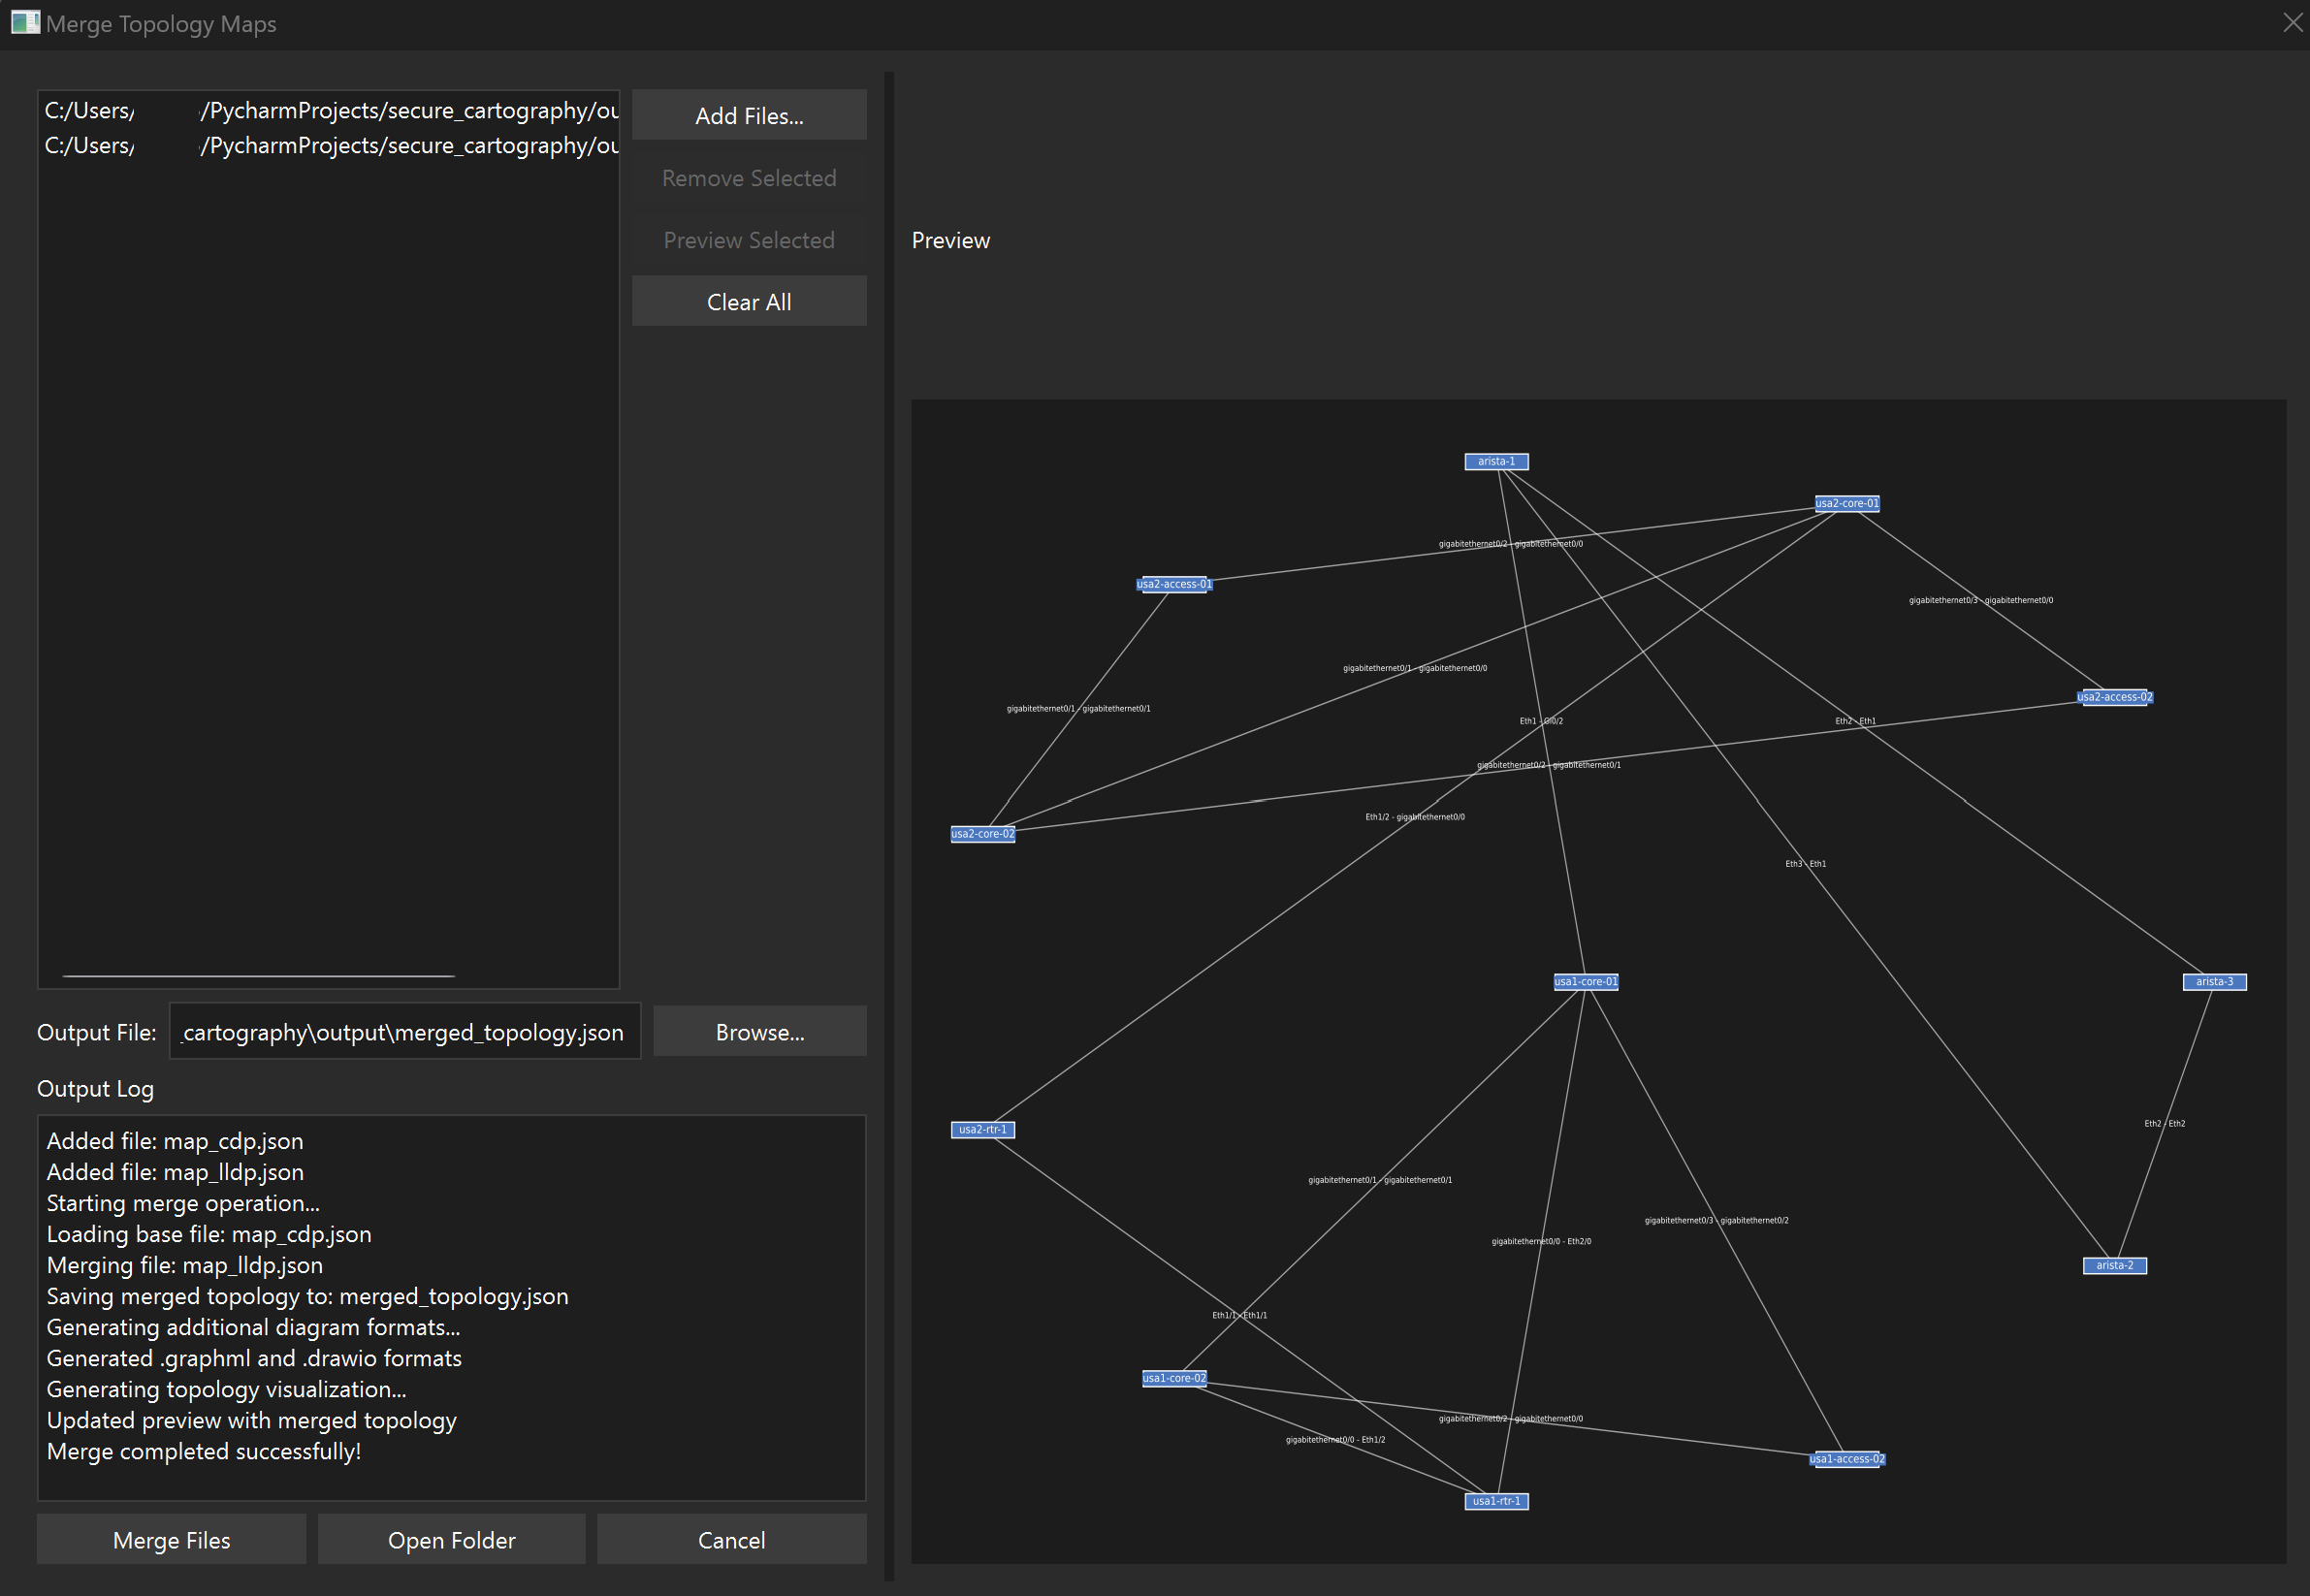 Merge Topology Maps
C:/Users/ /PycharmProjects/secure_cartography/ou
C:/Users/ /PycharmProjects/secure_cartography/ou
Add Files...
Remove Selected
Preview Selected
Clear All
Output File:
_cartography\output\merged_topology.json
Browse...
Output Log
Added file: map_cdp.json
Added file: map_lldp.json
Starting merge operation...
Loading base file: map_cdp.json
Merging file: map_lldp.json
Saving merged topology to: merged_topology.json
Generating additional diagram formats...
Generated .graphml and .drawio formats
Generating topology visualization...
Updated preview with merged topology
Merge completed successfully!
Merge Files
Open Folder
Cancel
Preview
arista-1
usa2-core-01
gigabitethernet0/2 - gigabitethernet0/0
usa2-access-01
gigabitethernet0/3 - gigabitethernet0/0
gigabitethernet0/1 - gigabitethernet0/0
usa2-access-02
gigabitethernet0/1 - gigabitethernet0/1
Eth1 - Gi0/2
Eth2 - Eth1
gigabitethernet0/2 - gigabitethernet0/1
Eth1/2 - gigabitethernet0/0
usa2-core-02
Eth3 - Eth1
usa1-core-01
arista-3
Eth2 - Eth2
usa2-rtr-1
gigabitethernet0/1 - gigabitethernet0/1
gigabitethernet0/3 - gigabitethernet0/2
gigabitethernet0/0 - Eth2/0
arista-2
Eth1/1 - Eth1/1
usa1-core-02
gigabitethernet0/2 - gigabitethernet0/0
gigabitethernet0/0 - Eth1/2
usa1-access-02
usa1-rtr-1